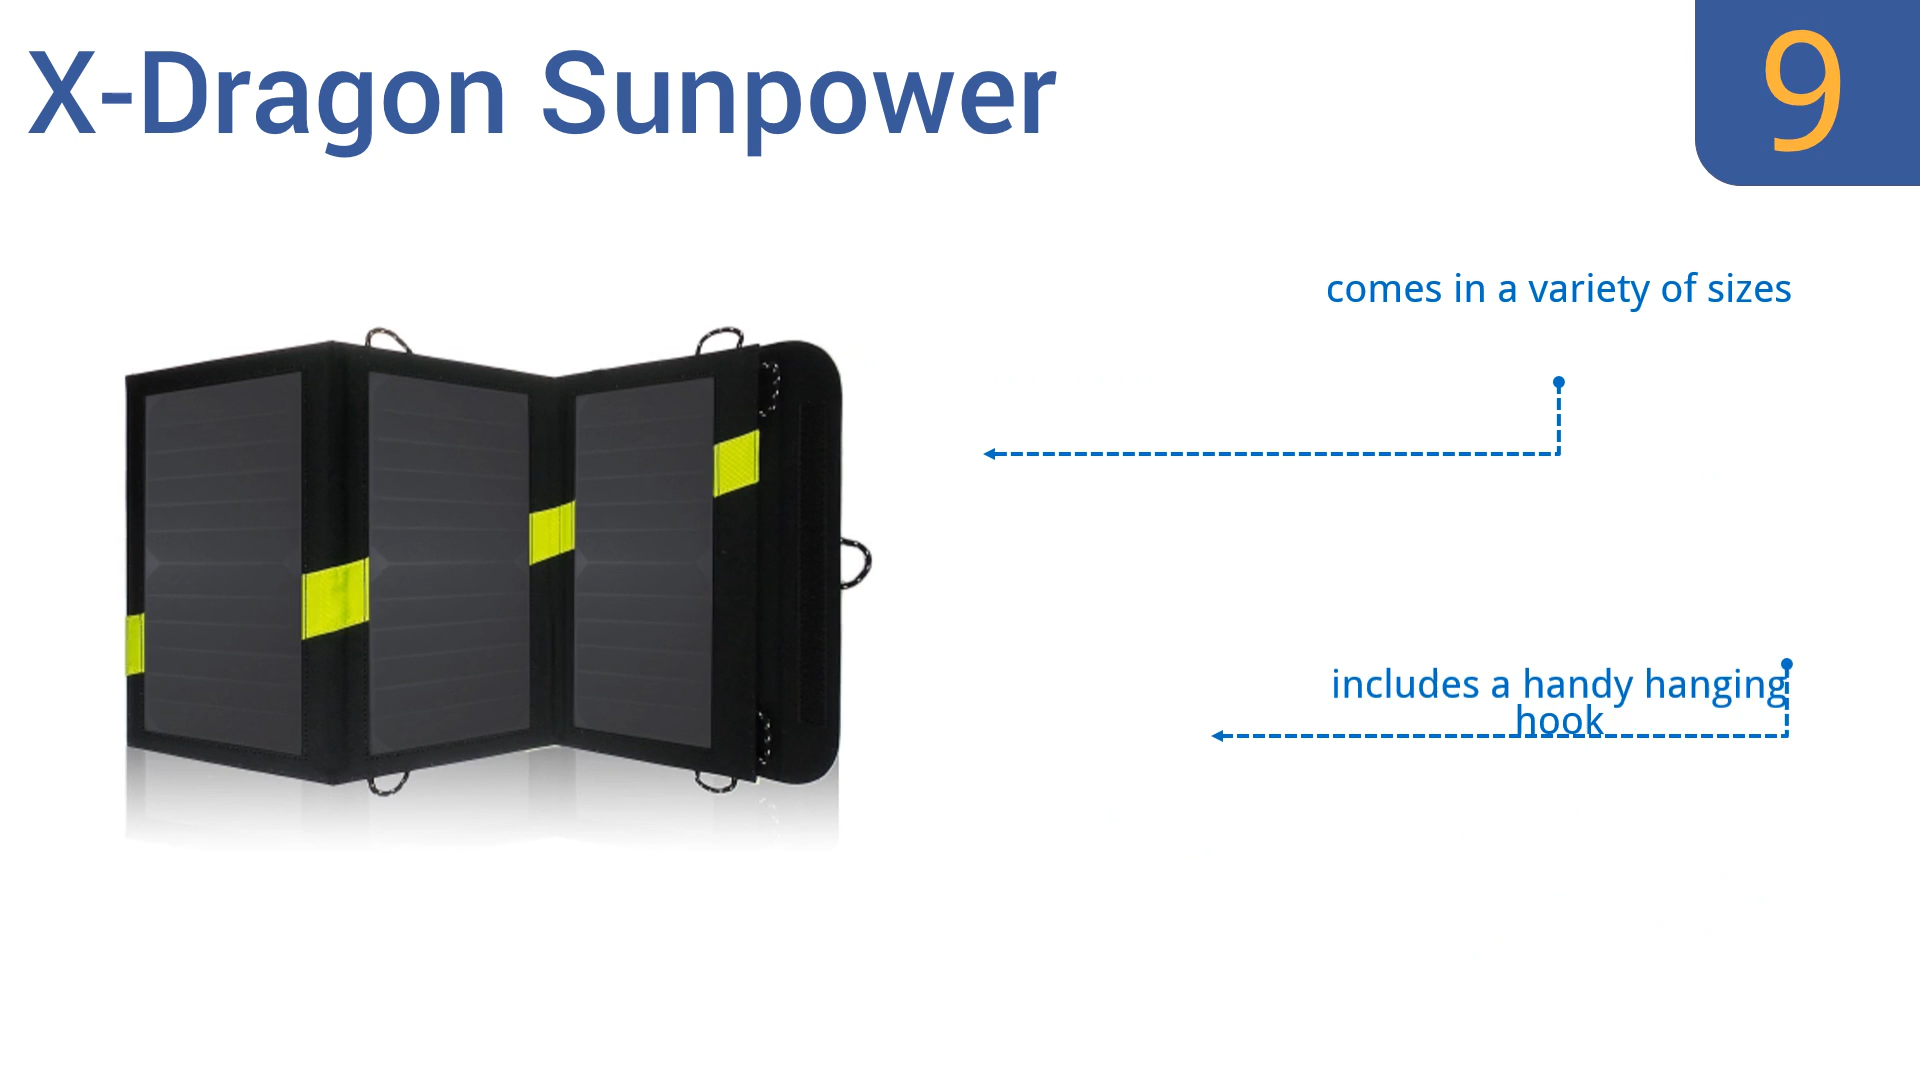 X-Dragon Sunpower
9
comes in a variety of sizes
includes a handy hanging
hook